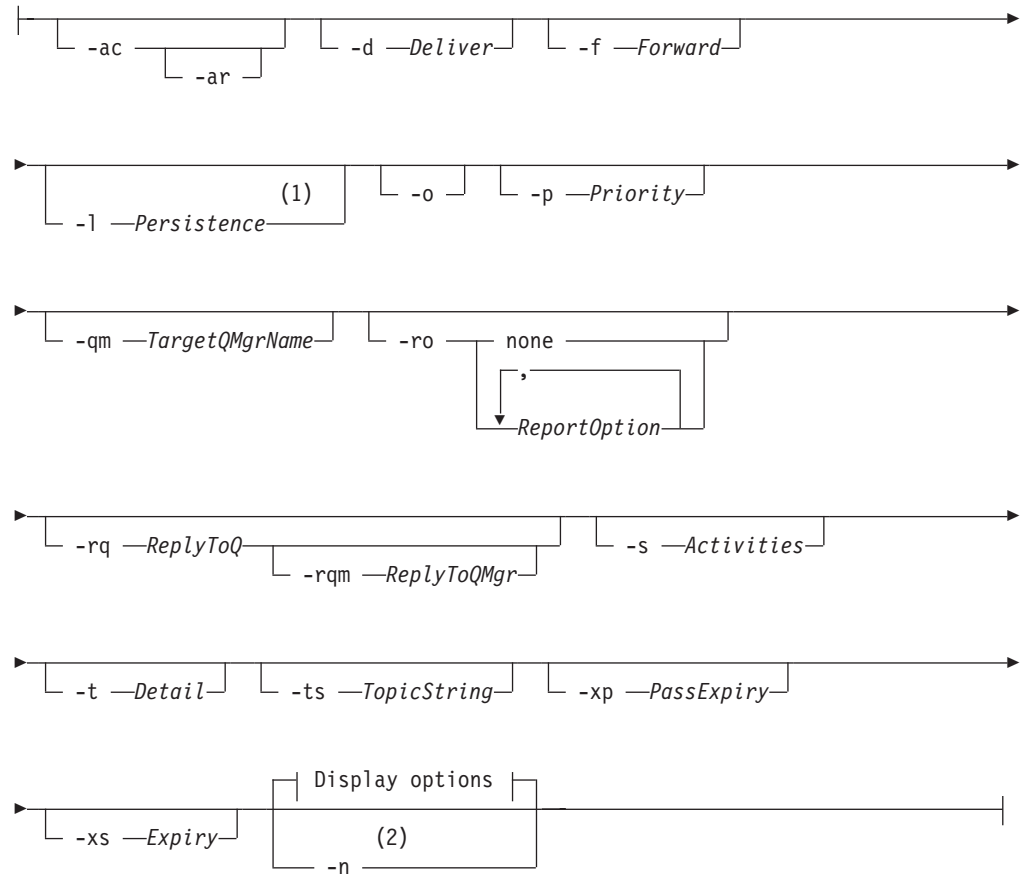 -ac -d —Deliver -f —Forward
-ar
(1) -o -p —Priority
-l —Persistence
-qm —TargetQMgrName -ro none
,
ReportOption
-rq —ReplyToQ -s —Activities
-rqm —ReplyToQMgr
-t —Detail -ts —TopicString -xp —PassExpiry
Display options
-xs —Expiry (2)
-n